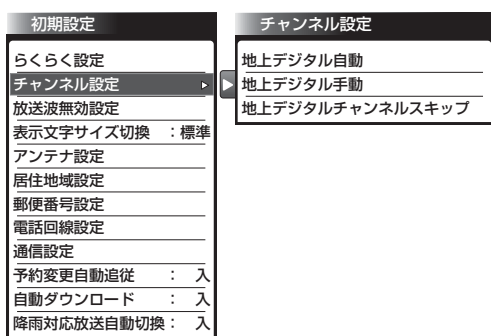 初期設定
らくらく設定
チャンネル設定
放送波無効設定
表示文字サイズ切換 ：標準
アンテナ設定
居住地域設定
郵便番号設定
電話回線設定
通信設定
予約変更自動追従 ： 入
自動ダウンロード ： 入
降雨対応放送自動切換： 入
チャンネル設定
地上デジタル自動
地上デジタル手動
地上デジタルチャンネルスキップ